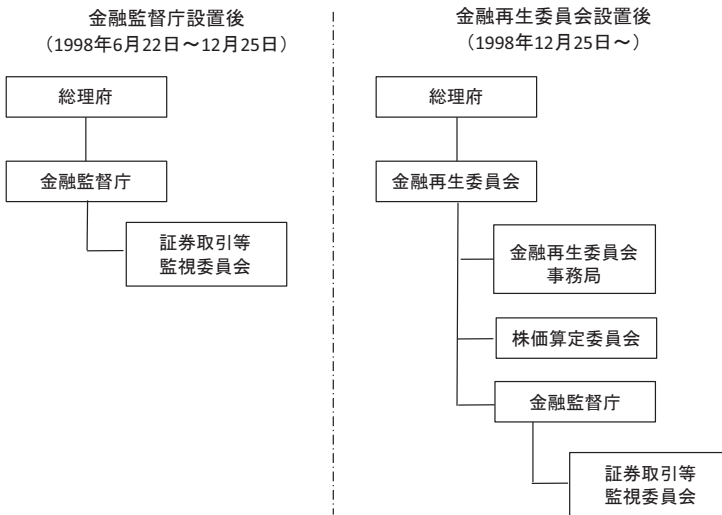 金融監督庁設置後
（1998年6月22日～12月25日）
総理府
金融監督庁
証券取引等
監視委員会
金融再生委員会設置後
（1998年12月25日～）
総理府
金融再生委員会
金融再生委員会
事務局
株価算定委員会
金融監督庁
証券取引等
監視委員会